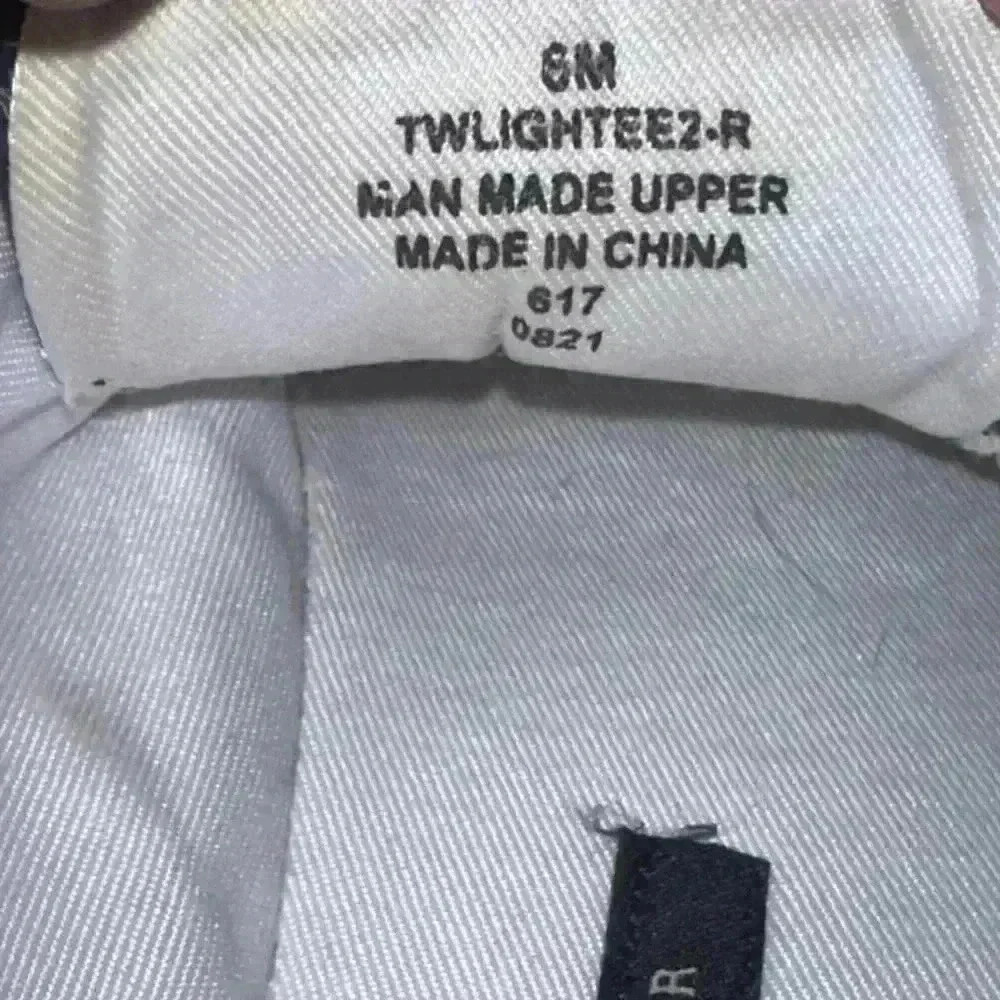 6M
TWLIGHTEE2-R
MAN MADE UPPER
MADE IN CHINA
617
0821
R